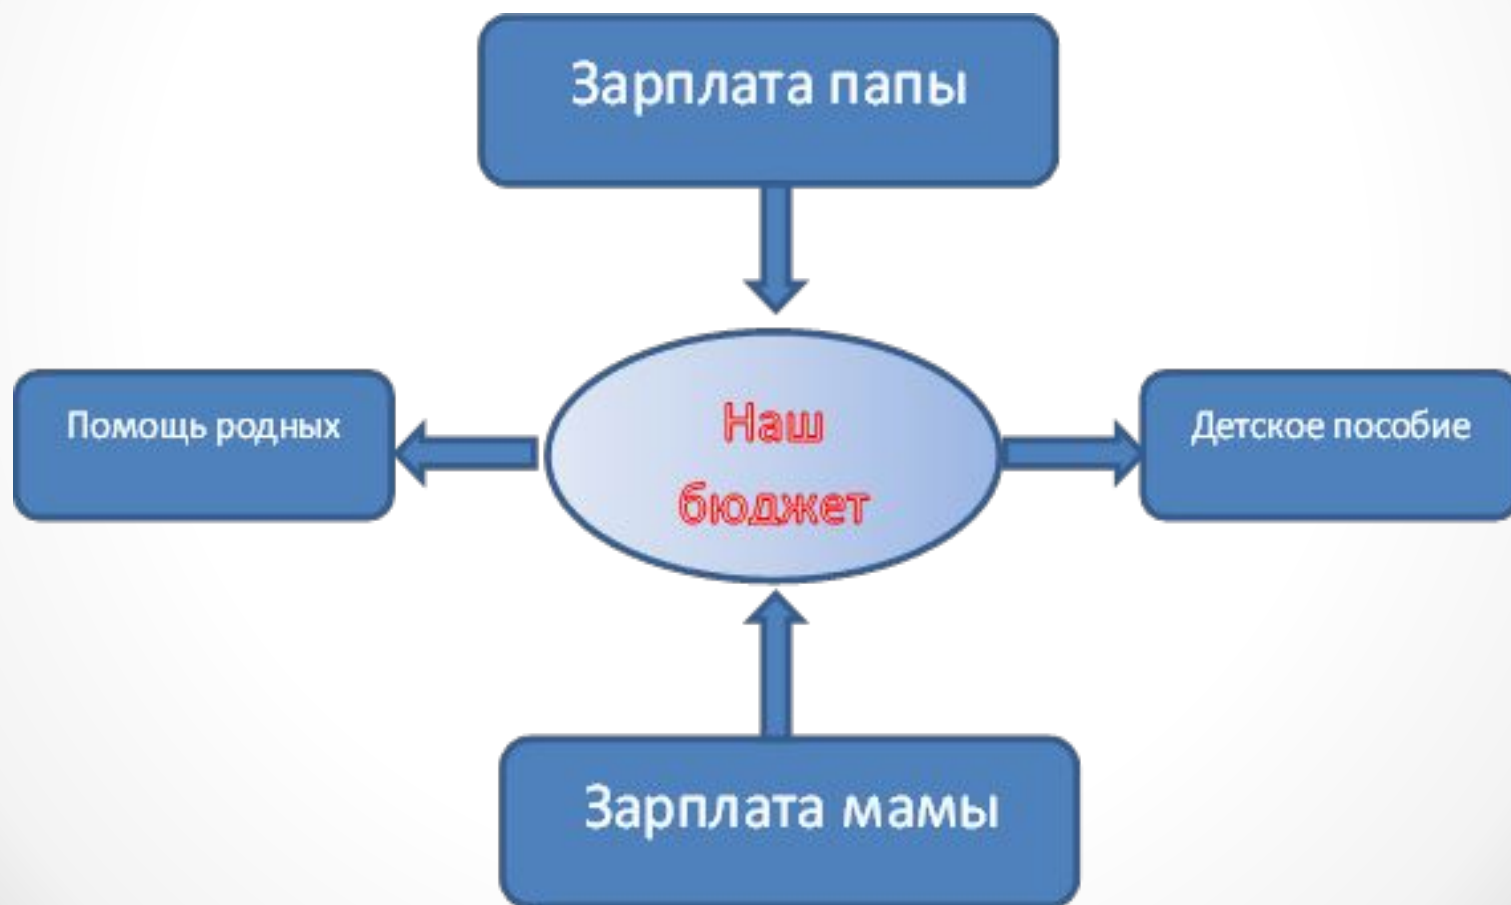 Зарплата папы
Помощь родных
Наш
бюджет
Детское пособие
Зарплата мамы